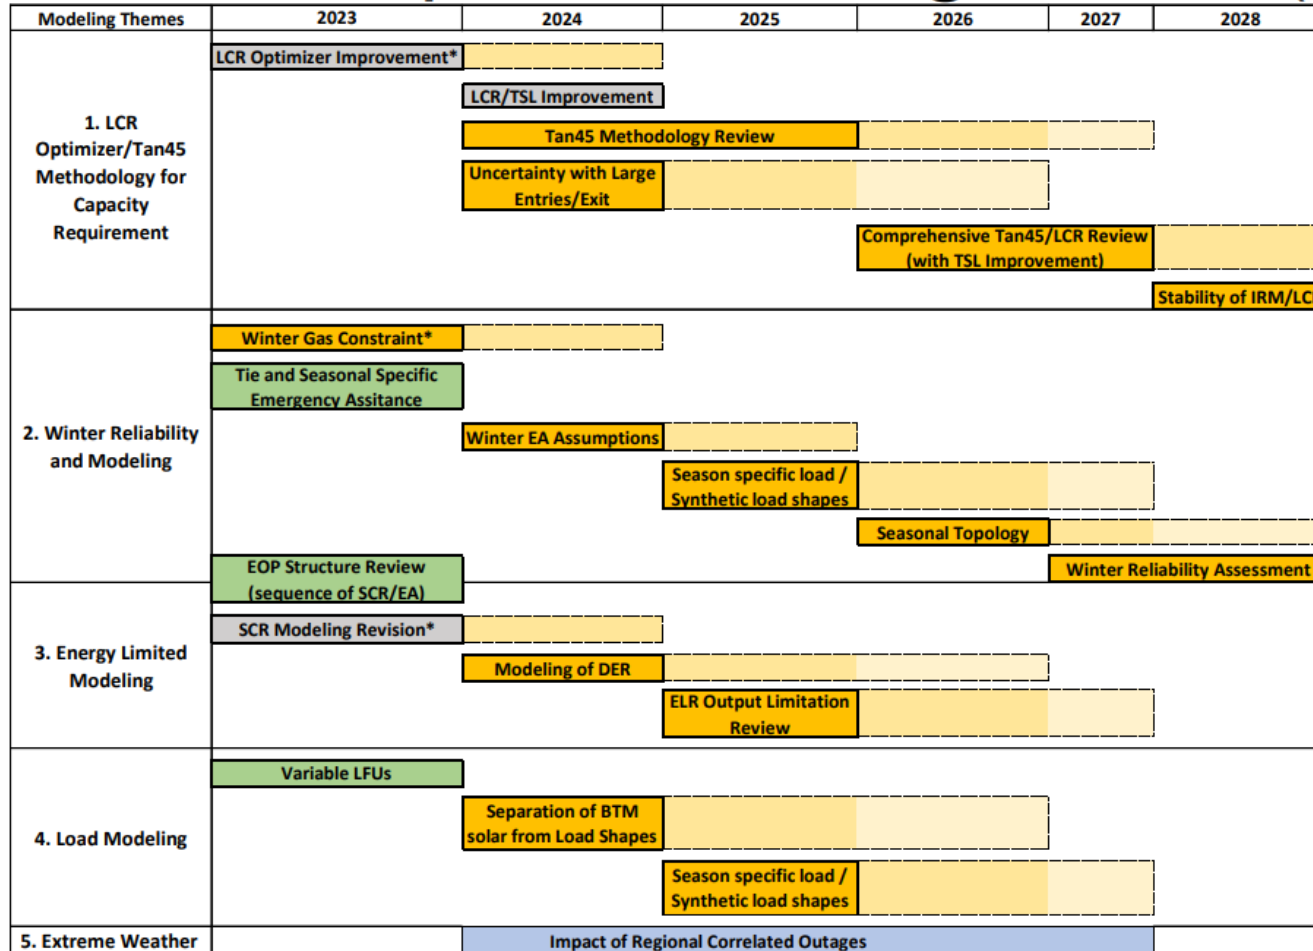 Modeling Themes 2023 2024 2025 2026 2027 2028
1. LCR
Optimizer/Tan45
Methodology for
Capacity
Requirement
LCR Optimizer Improvement*
LCR/TSL Improvement
Tan45 Methodology Review
Uncertainty with Large
Entries/Exit
Comprehensive Tan45/LCR Review
(with TSL Improvement)
Stability of IRM/LC
2. Winter Reliability
and Modeling
Winter Gas Constraint*
Tie and Seasonal Specific
Emergency Assitance
Winter EA Assumptions
Season specific load /
Synthetic load shapes
Seasonal Topology
Winter Reliability Assessment
EOP Structure Review
(sequence of SCR/EA)
3. Energy Limited
Modeling
SCR Modeling Revision*
Modeling of DER
ELR Output Limitation
Review
4. Load Modeling
Variable LFUs
Separation of BTM
solar from Load Shapes
Season specific load /
Synthetic load shapes
5. Extreme Weather
Impact of Regional Correlated Outages